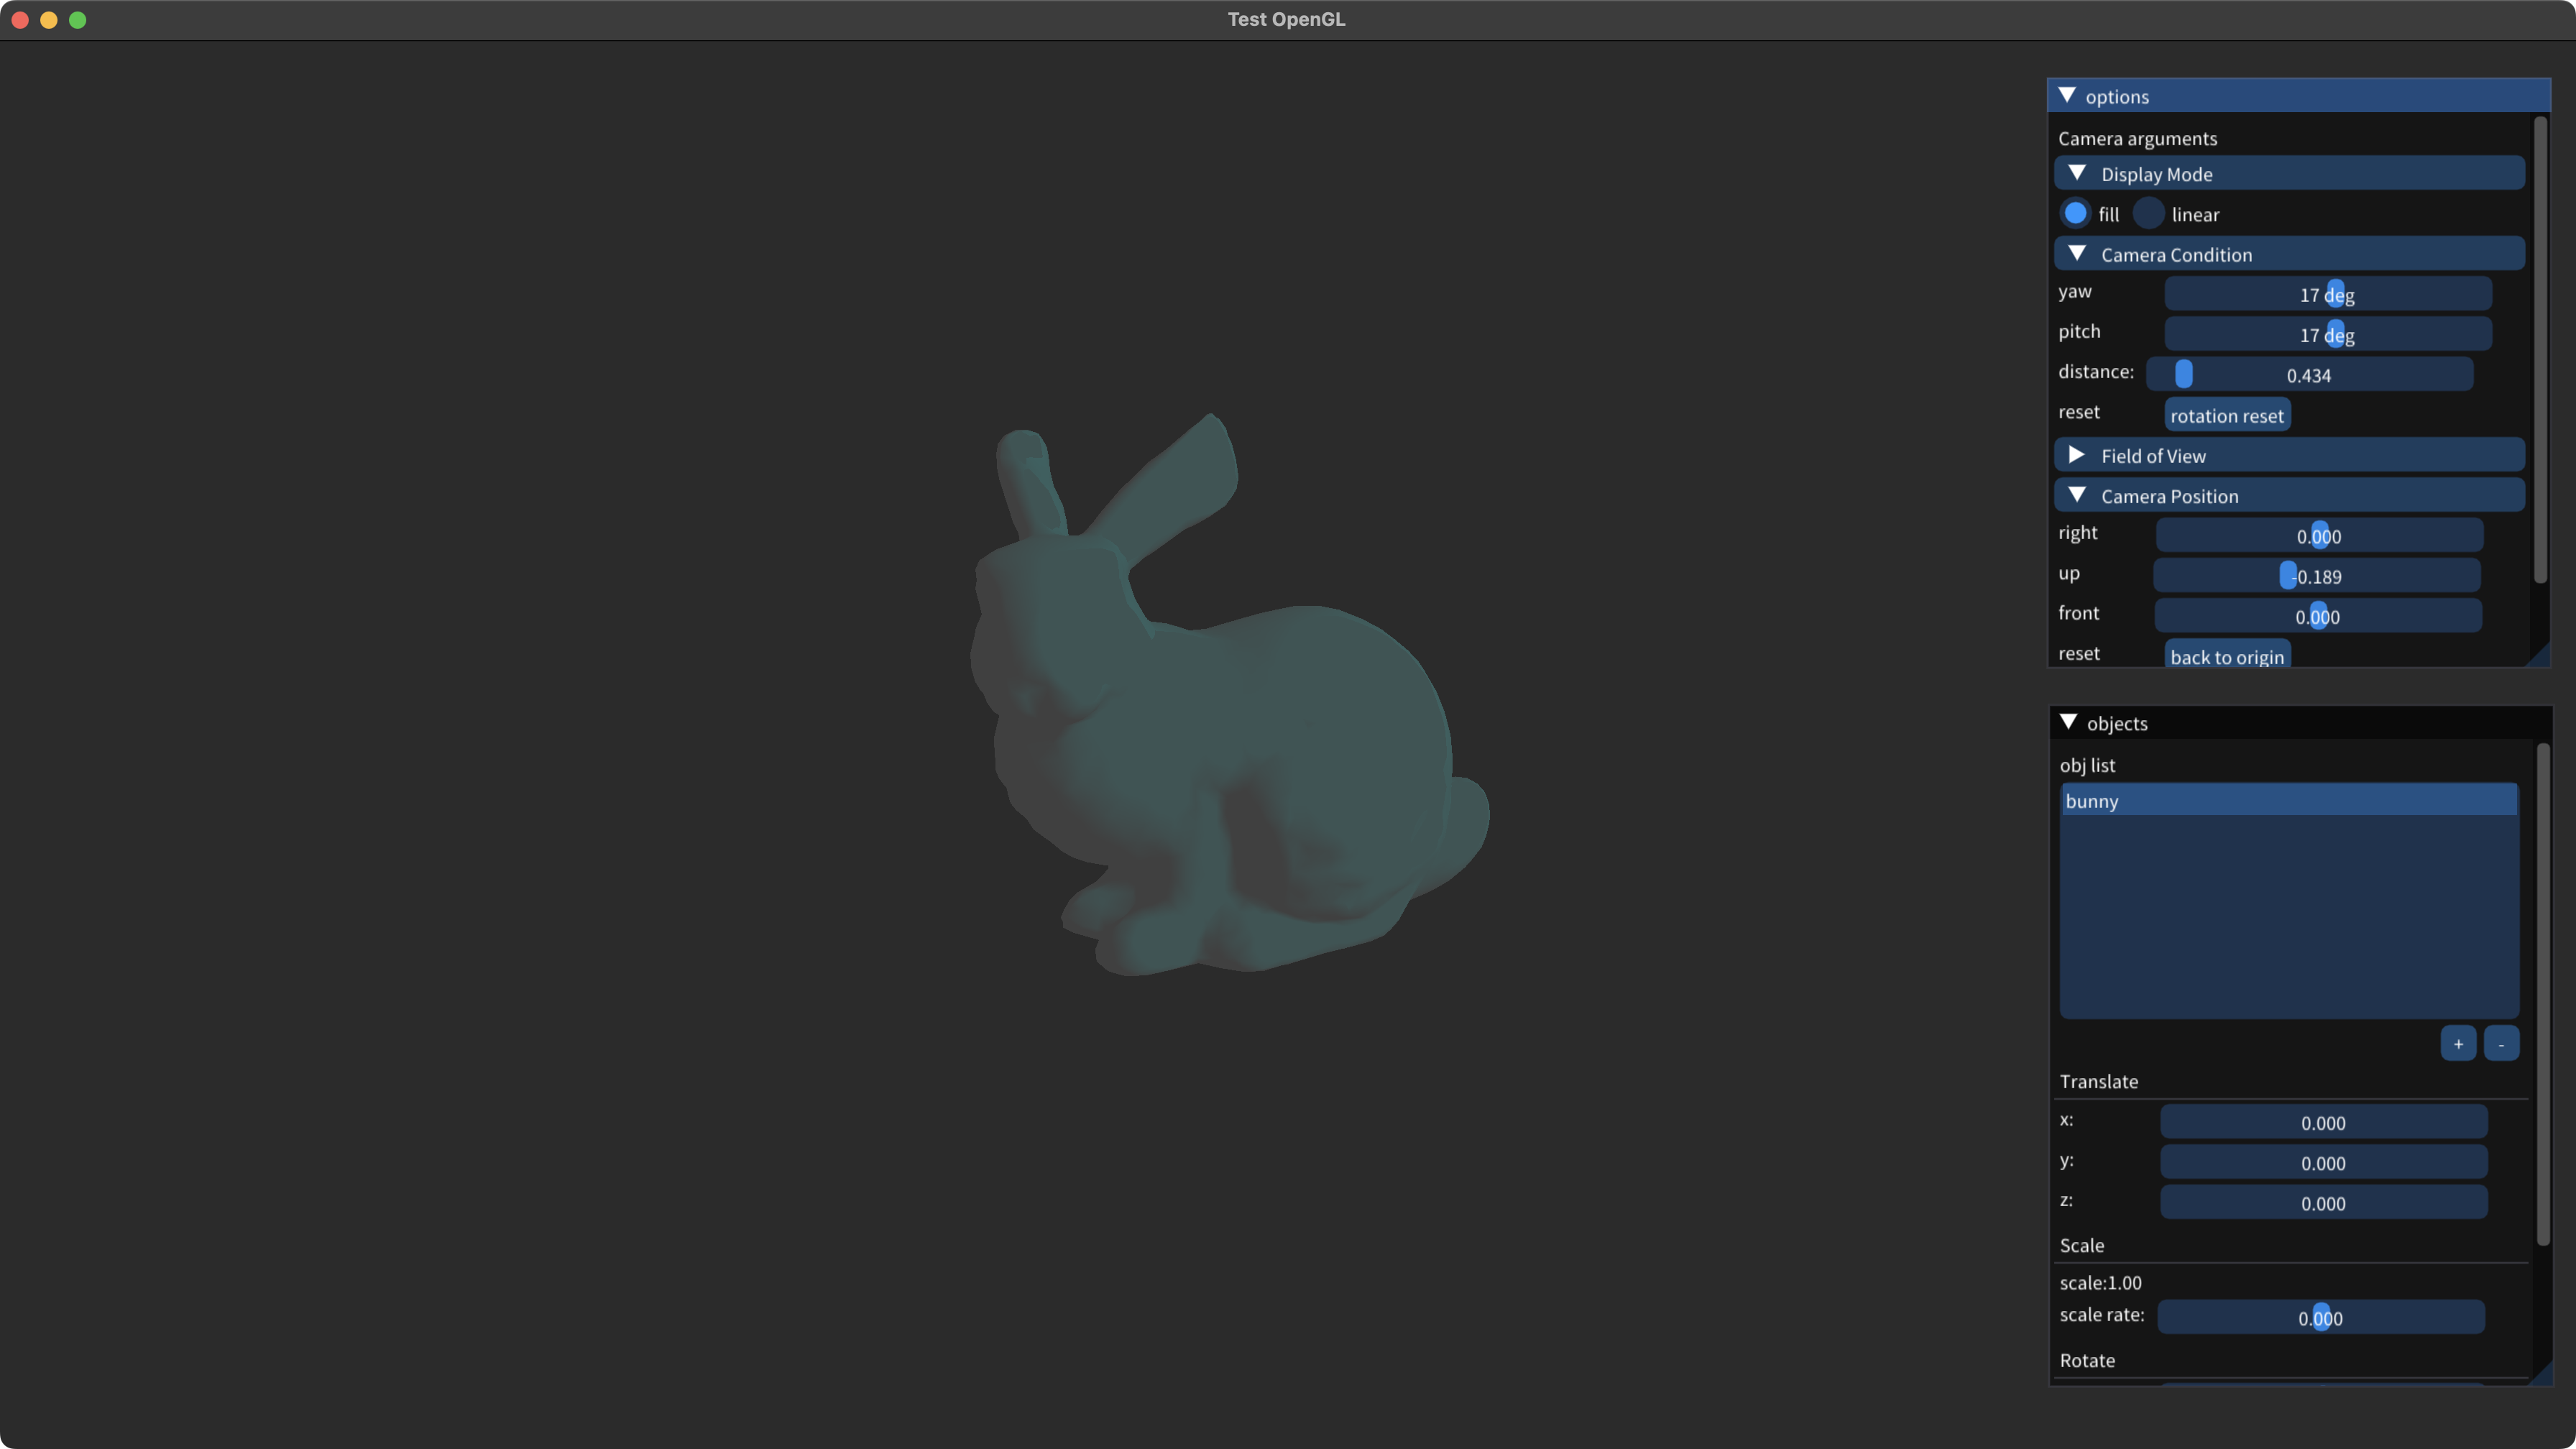 Test OpenGL
options
Camera arguments
Display Mode
fill linear
Camera Condition
yaw 17 deg
pitch 17 deg
distance: 0.434
reset rotation reset
Field of View
Camera Position
right 0.000
up -0.189
front 0.000
reset back to origin
objects
obj list
bunny
+ -
Translate
x: 0.000
y: 0.000
z: 0.000
Scale
scale:1.00
scale rate: 0.000
Rotate